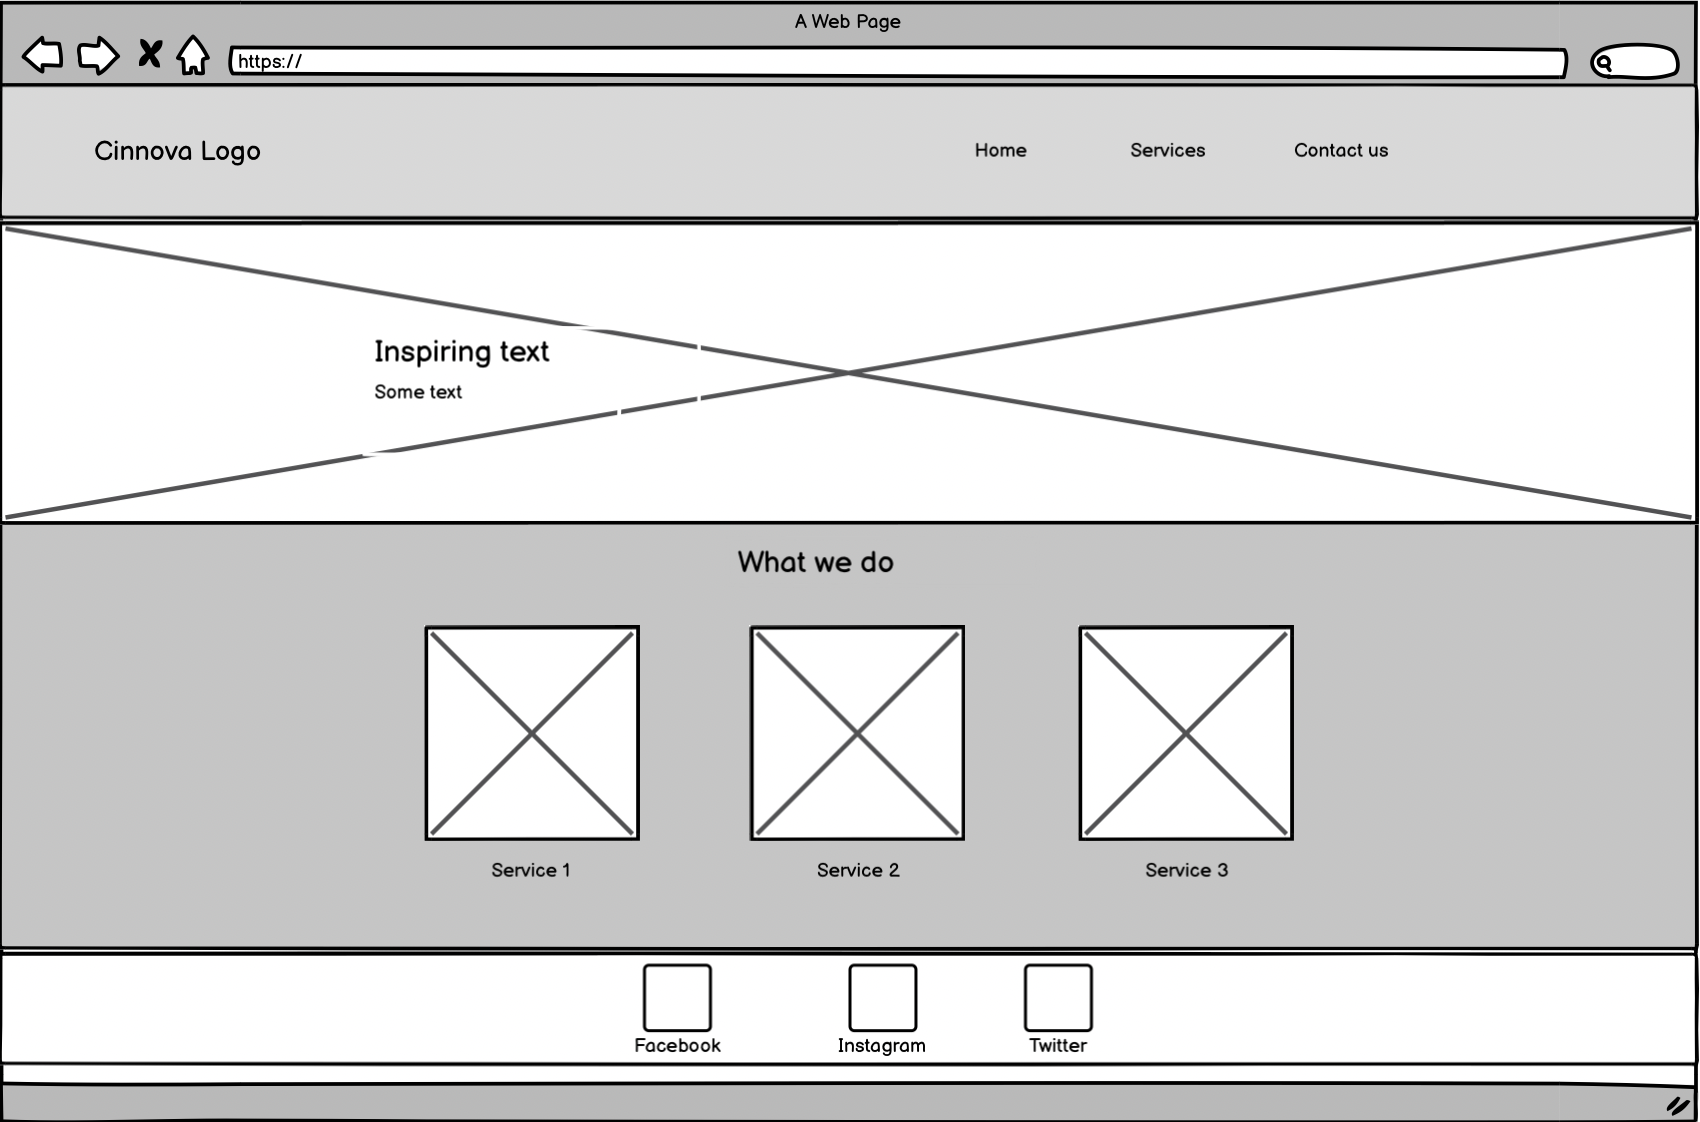 A Web Page
https://
Cinnova Logo
Home
Services
Contact us
Inspiring text
Some text
What we do
Service 1
Service 2
Service 3
Facebook
Instagram
Twitter